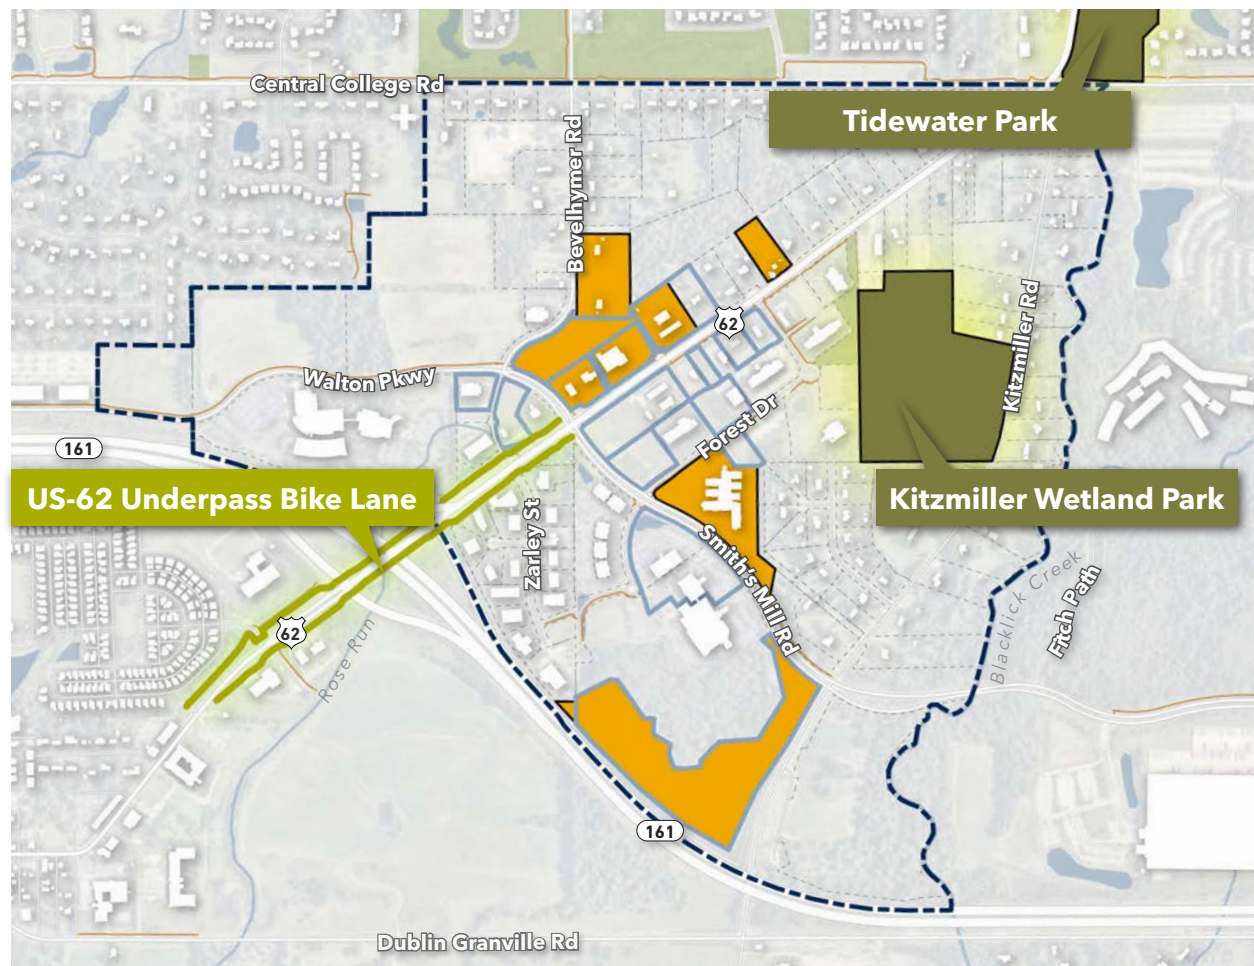 Central College Rd
Tidewater Park
Bevelhymer Rd
62
Kitzmiller Rd
Walton Pkwy
Forest Dr
161
US-62 Underpass Bike Lane
Kitzmiller Wetland Park
Zarley St
Smith's Mill Rd
Blacklick Creek
Fitch Path
62
Rose Run
161
Dublin Granville Rd